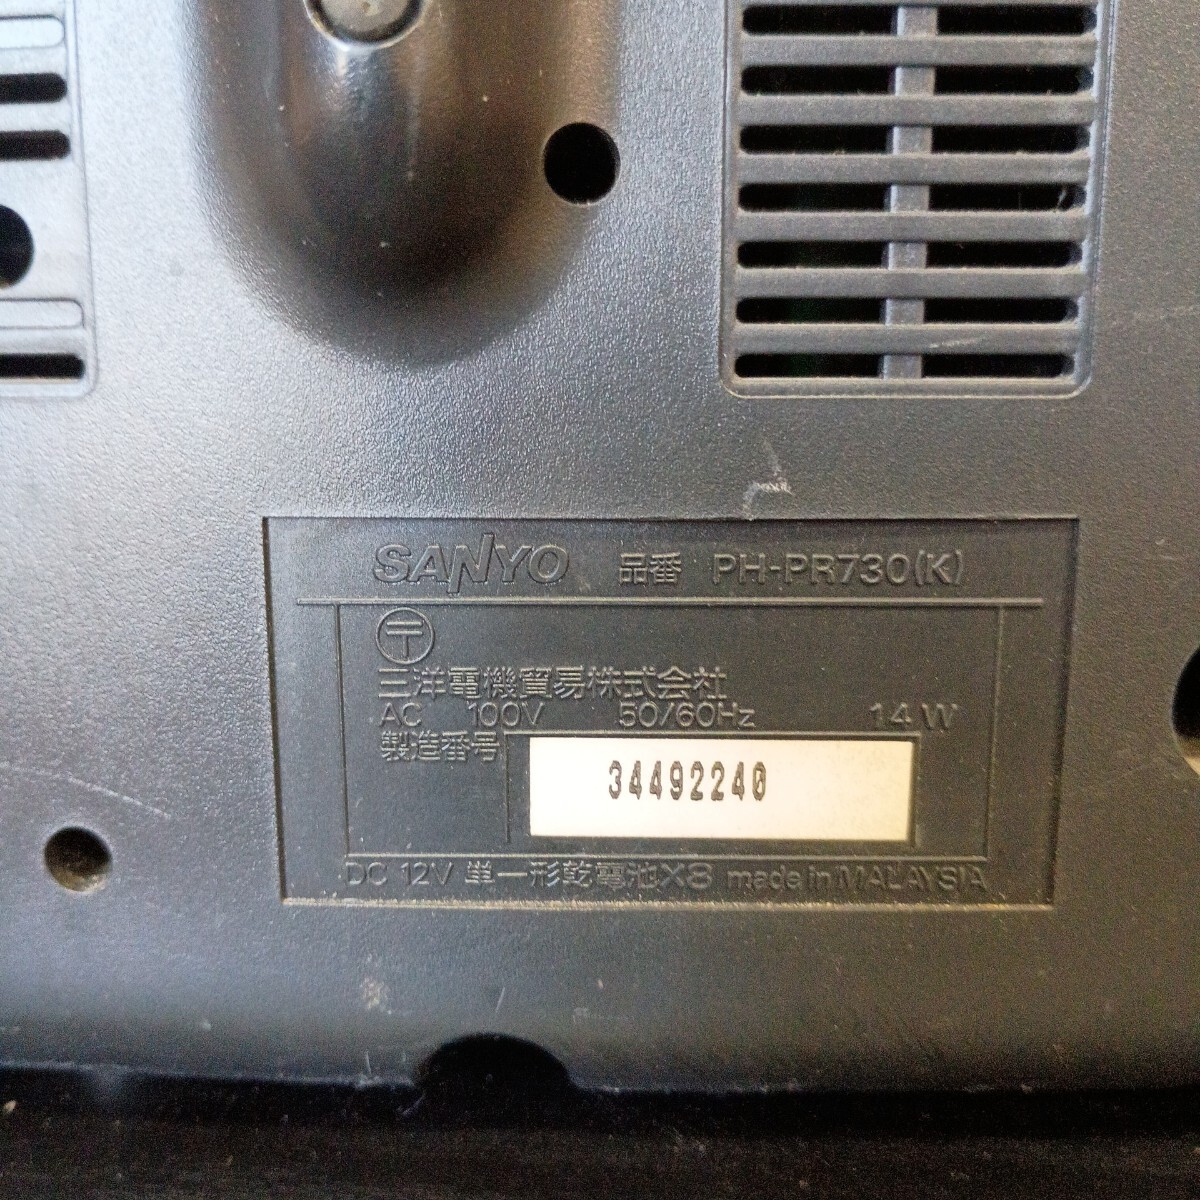 SANYO 品番 PH-PR730(K)
三洋電機貿易株式会社
AC 100V 50/60Hz 14W
製造番号 34492240
DC 12V 単一形乾電池X8 made in MALAYSIA